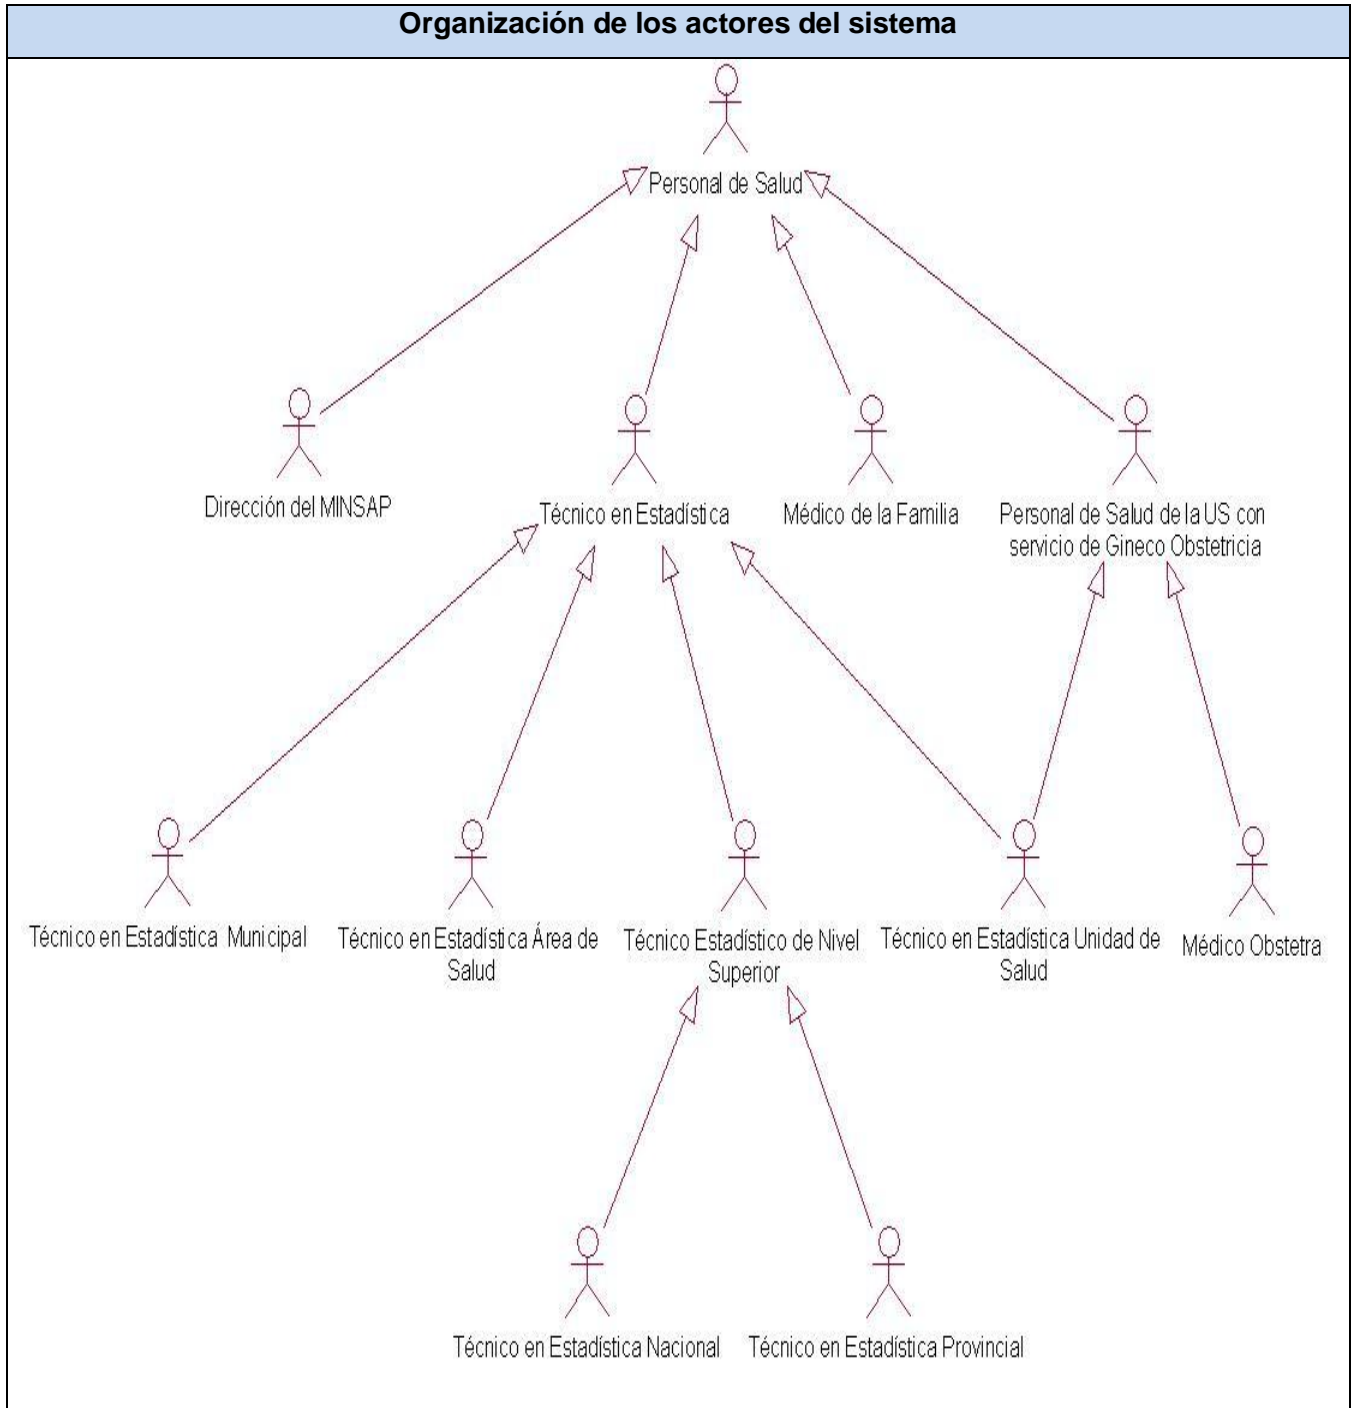 Organización de los actores del sistema
Personal de Salud
Dirección del MINSAP
Técnico en Estadística
Médico de la Familia
Personal de Salud de la US con
servicio de Gineco Obstetricia
Técnico en Estadística Municipal
Técnico en Estadística Área de
Salud
Técnico Estadístico de Nivel
Superior
Técnico en Estadística Unidad de
Salud
Médico Obstetra
Técnico en Estadística Nacional
Técnico en Estadística Provincial